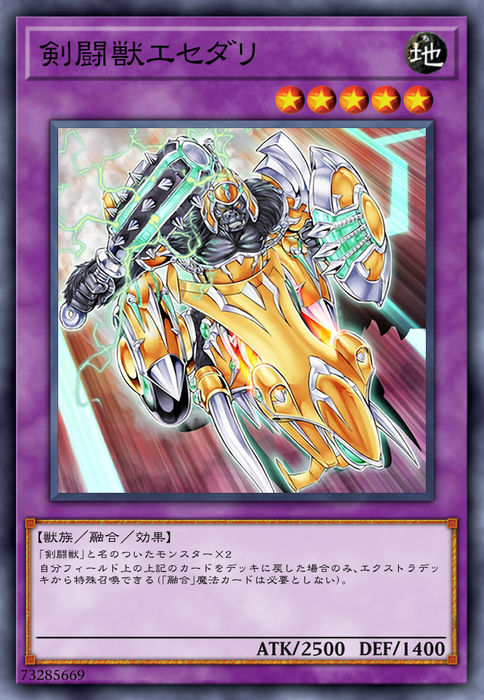 剣闘獣エセダリ
地
ち
【獣族／融合／効果】
「剣闘獣」と名のついたモンスター×2
自分フィールド上の上記のカードをデッキに戻した場合のみ、エクストラデッ
キから特殊召喚できる(「融合」魔法カードは必要としない)。
ATK/2500 DEF/1400
73285669